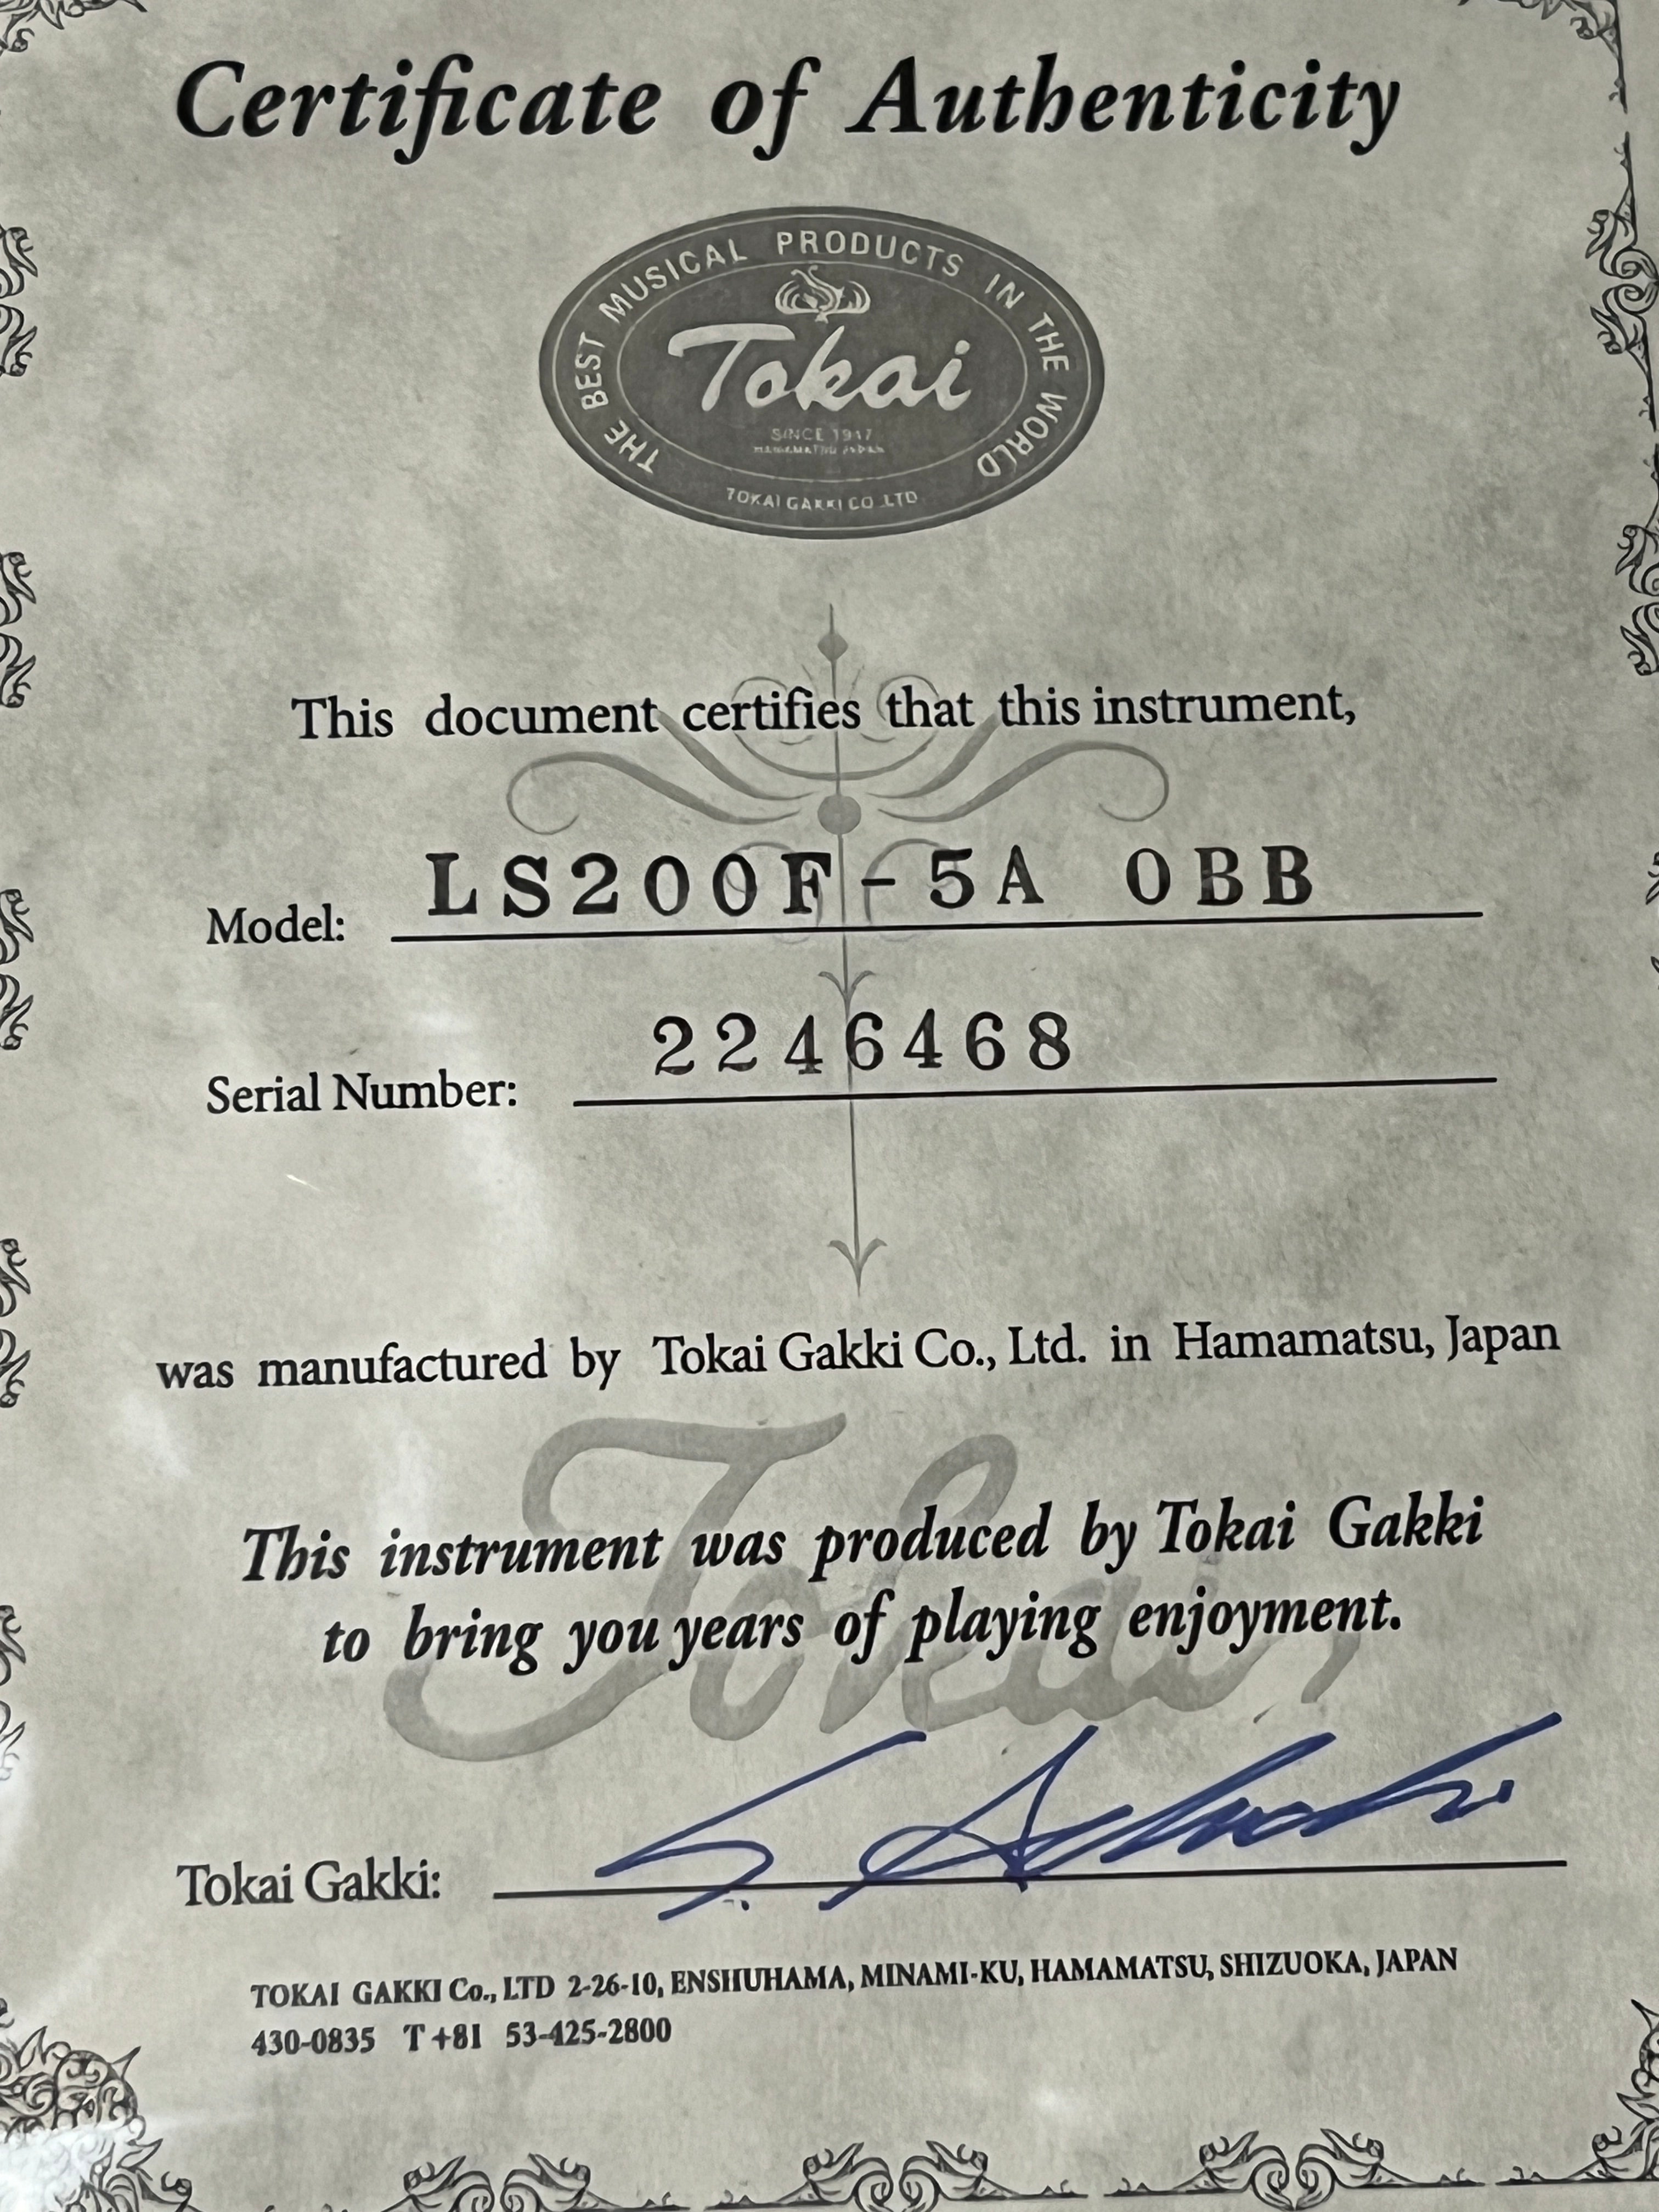 Certificate of Authenticity
THE BEST MUSICAL PRODUCTS IN THE WORLD
Tokai
SINCE 1947
HAMAMATSU JAPAN
TOKAI GAKKI CO.LTD
This document certifies that this instrument,
Model: LS200F-5A OBB
Serial Number: 2246468
was manufactured by Tokai Gakki Co., Ltd. in Hamamatsu, Japan
Tokai
This instrument was produced by Tokai Gakki
to bring you years of playing enjoyment.
Tokai Gakki:
TOKAI GAKKI Co., LTD 2-26-10, ENSHUHAMA, MINAMI-KU, HAMAMATSU, SHIZUOKA, JAPAN
430-0835 T +81 53-425-2800